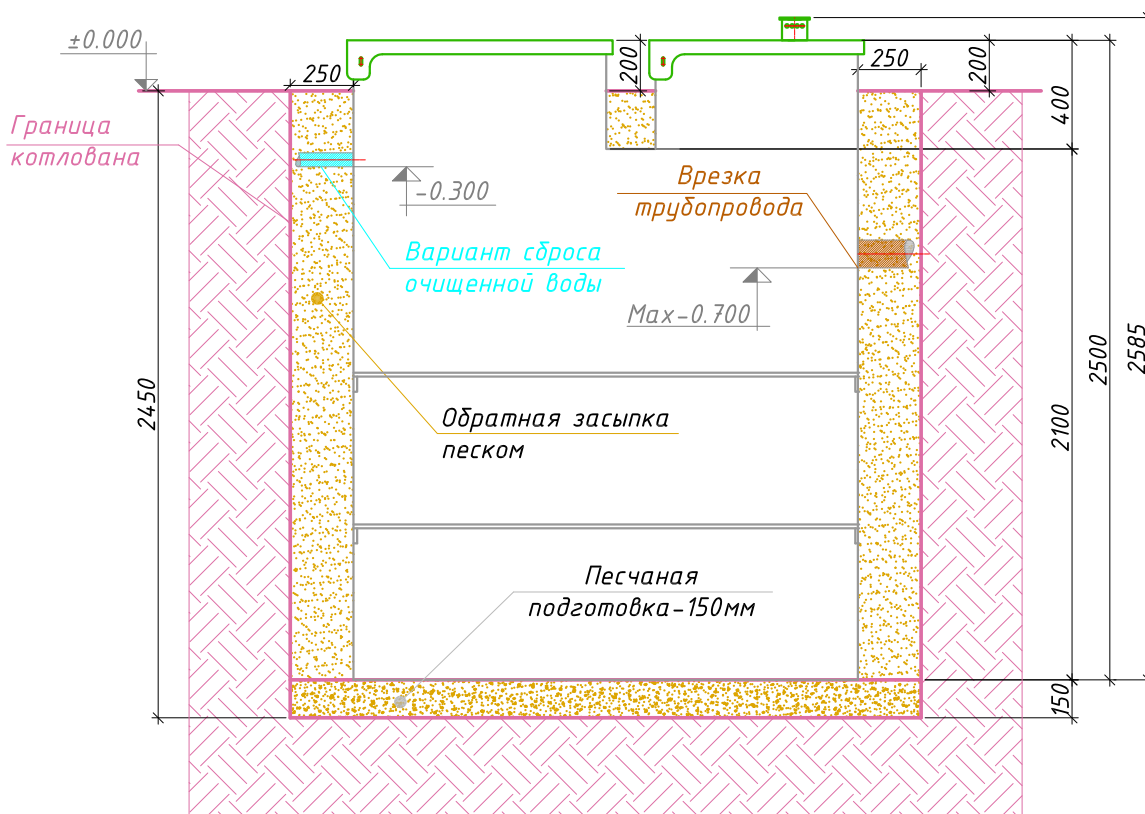 ±0.000
250
200
250
200
400
Граница
котлована
-0.300
Врезка
трубопровода
Вариант сброса
очищенной воды
Max-0.700
2585
2500
2450
2100
Обратная засыпка
песком
Песчаная
подготовка-150мм
150